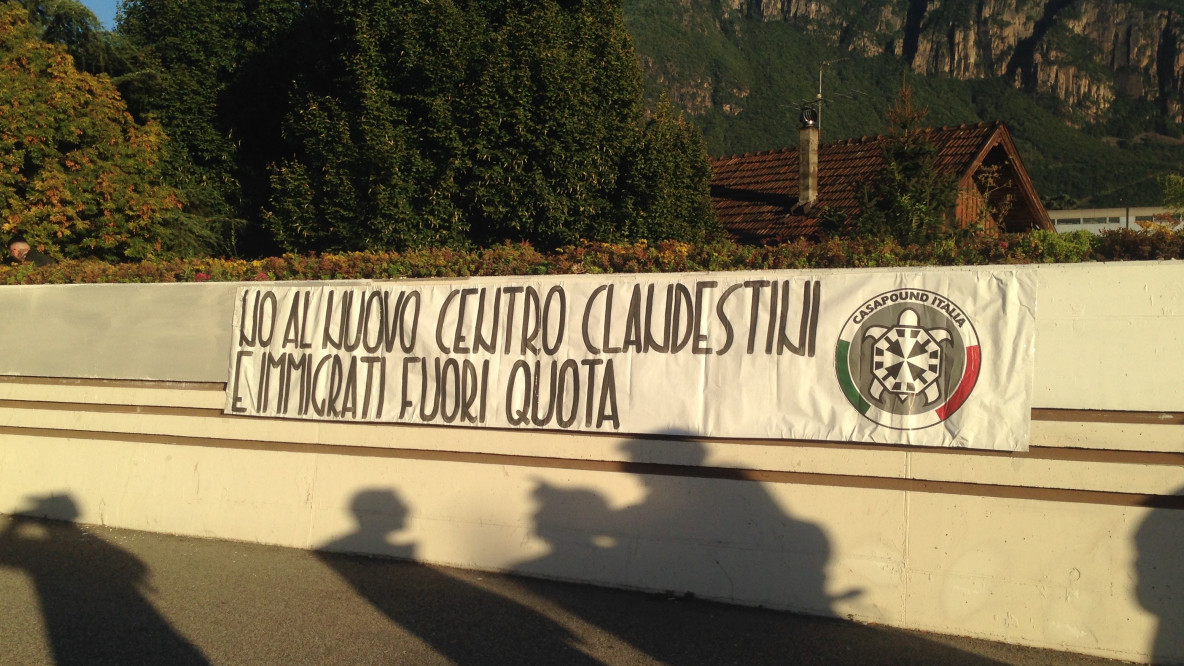 NO AL NUOVO CENTRO CLANDESTINI
E IMMIGRATI FUORI QUOTA
CASAPOUND ITALIA